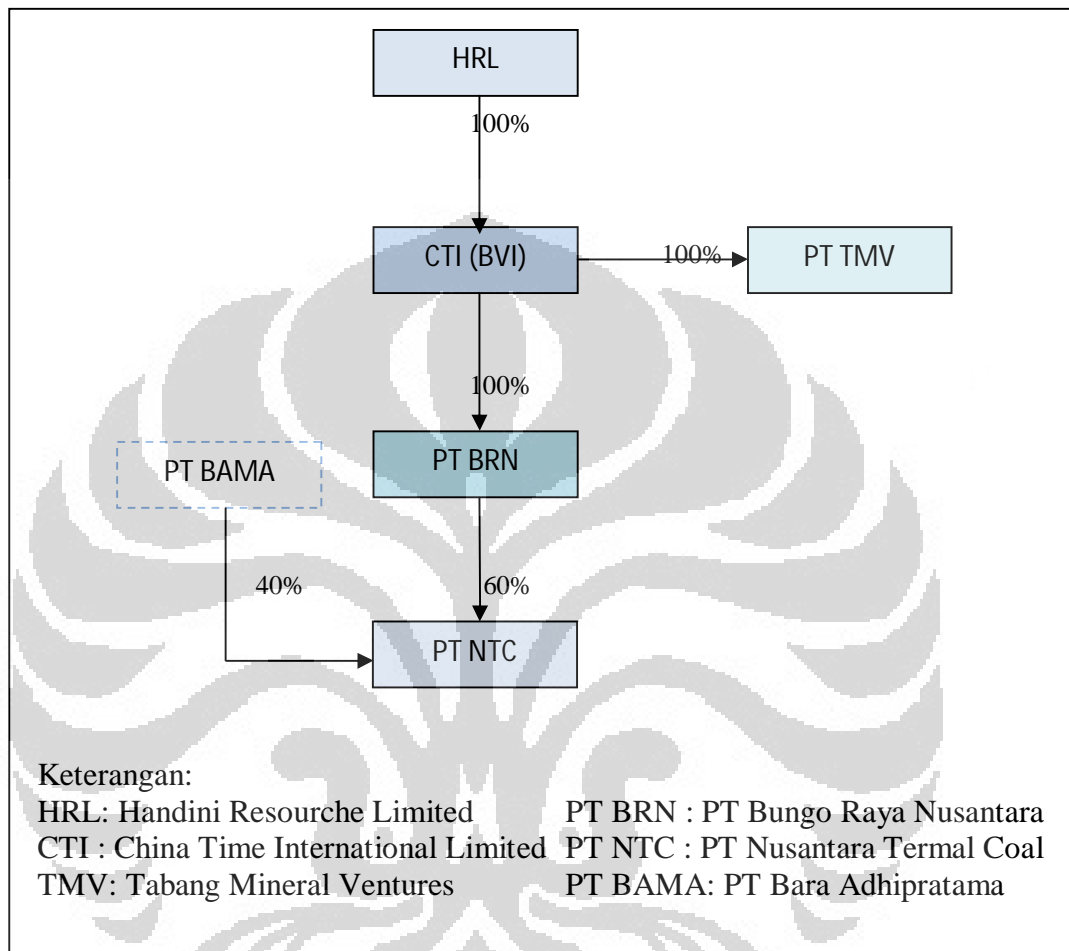 HRL
100%
CTI (BVI)
100%
PT TMV
100%
PT BAMA
PT BRN
40%
60%
PT NTC
Keterangan:
HRL: Handini Resourche Limited
CTI : China Time International Limited
TMV: Tabang Mineral Ventures
PT BRN : PT Bungo Raya Nusantara
PT NTC : PT Nusantara Termal Coal
PT BAMA: PT Bara Adhipratama